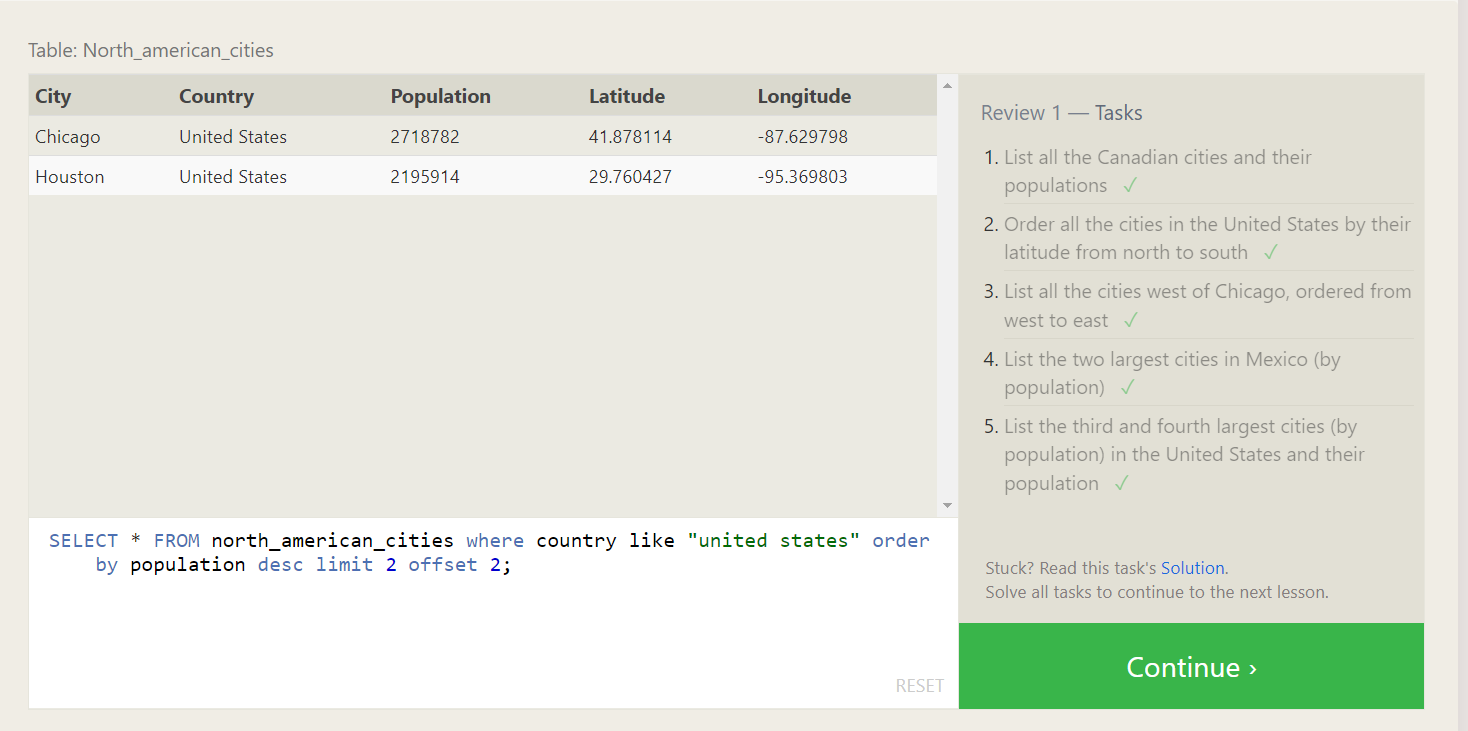 Table: North_american_cities
City Country Population Latitude Longitude
Chicago United States 2718782 41.878114 -87.629798
Houston United States 2195914 29.760427 -95.369803
SELECT * FROM north_american_cities where country like "united states" order
by population desc limit 2 offset 2;
RESET
Review 1 — Tasks
1. List all the Canadian cities and their
populations ✓
2. Order all the cities in the United States by their
latitude from north to south ✓
3. List all the cities west of Chicago, ordered from
west to east ✓
4. List the two largest cities in Mexico (by
population) ✓
5. List the third and fourth largest cities (by
population) in the United States and their
population ✓
Stuck? Read this task's Solution.
Solve all tasks to continue to the next lesson.
Continue ›